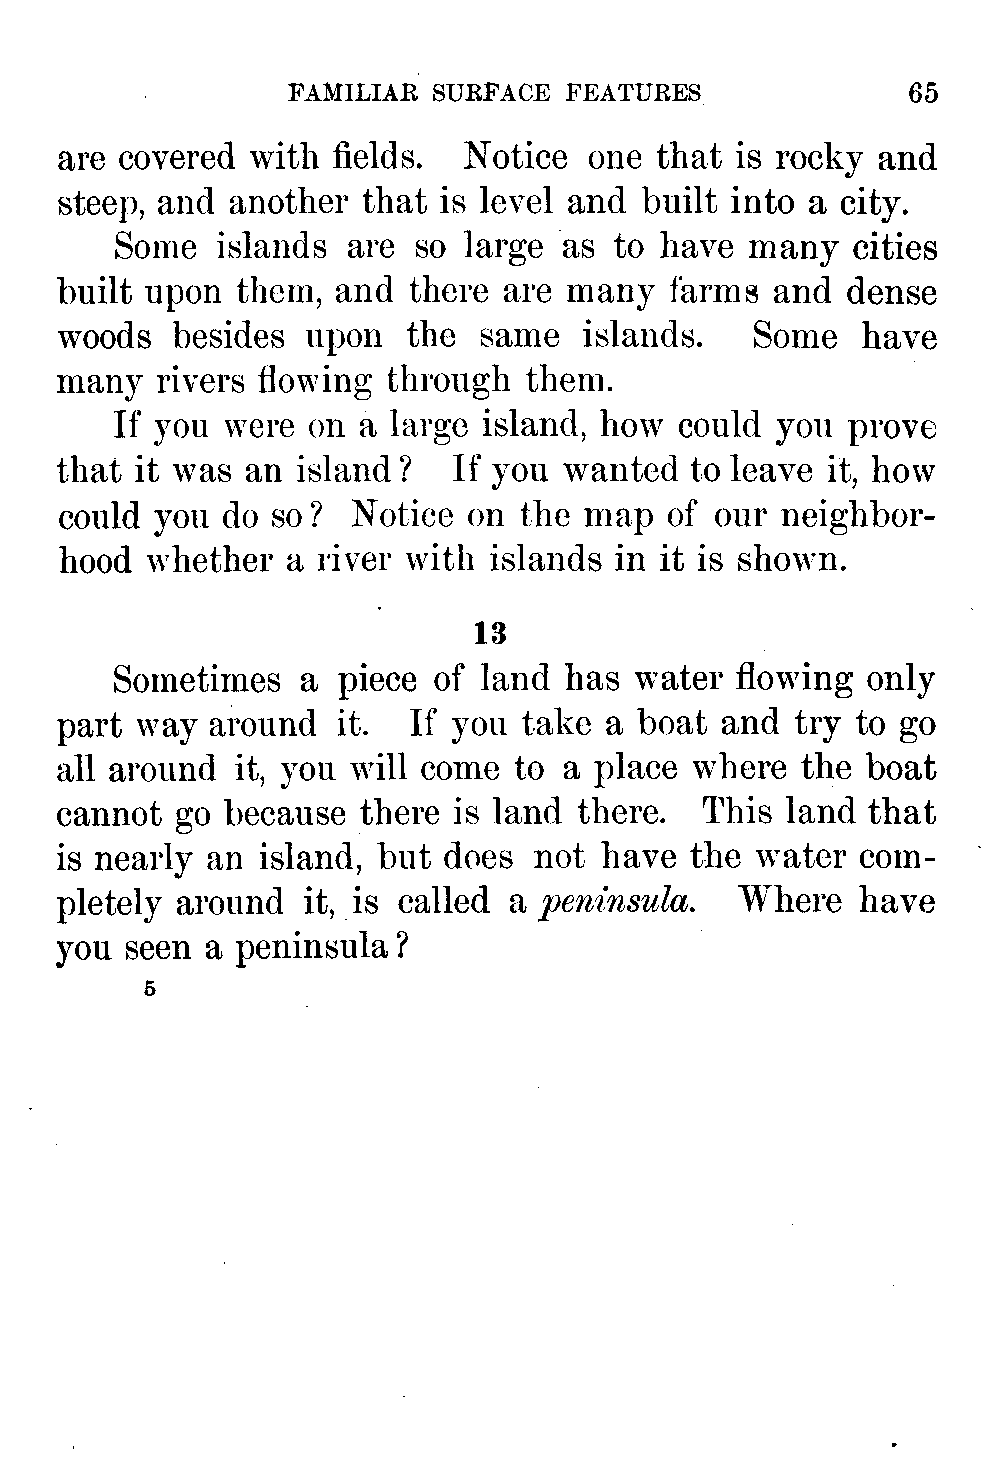 FAMILIAR SURFACE FEATURES 65
are covered with fields. Notice one that is rocky and
steep, and another that is level and built into a city.
Some islands are so large as to have many cities
built upon them, and there are many farms and dense
woods besides upon the same islands. Some have
many rivers flowing through them.
If you were on a large island, how could you prove
that it was an island? If you wanted to leave it, how
could you do so? Notice on the map of our neighbor-
hood whether a river with islands in it is shown.
13
Sometimes a piece of land has water flowing only
part way around it. If you take a boat and try to go
all around it, you will come to a place where the boat
cannot go because there is land there. This land that
is nearly an island, but does not have the water com-
pletely around it, is called a peninsula. Where have
you seen a peninsula?
5